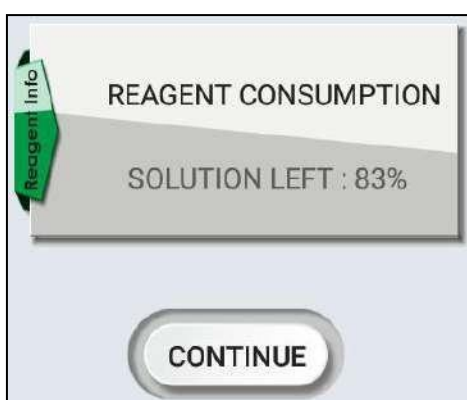 Reagent Info
REAGENT CONSUMPTION
SOLUTION LEFT : 83%
CONTINUE